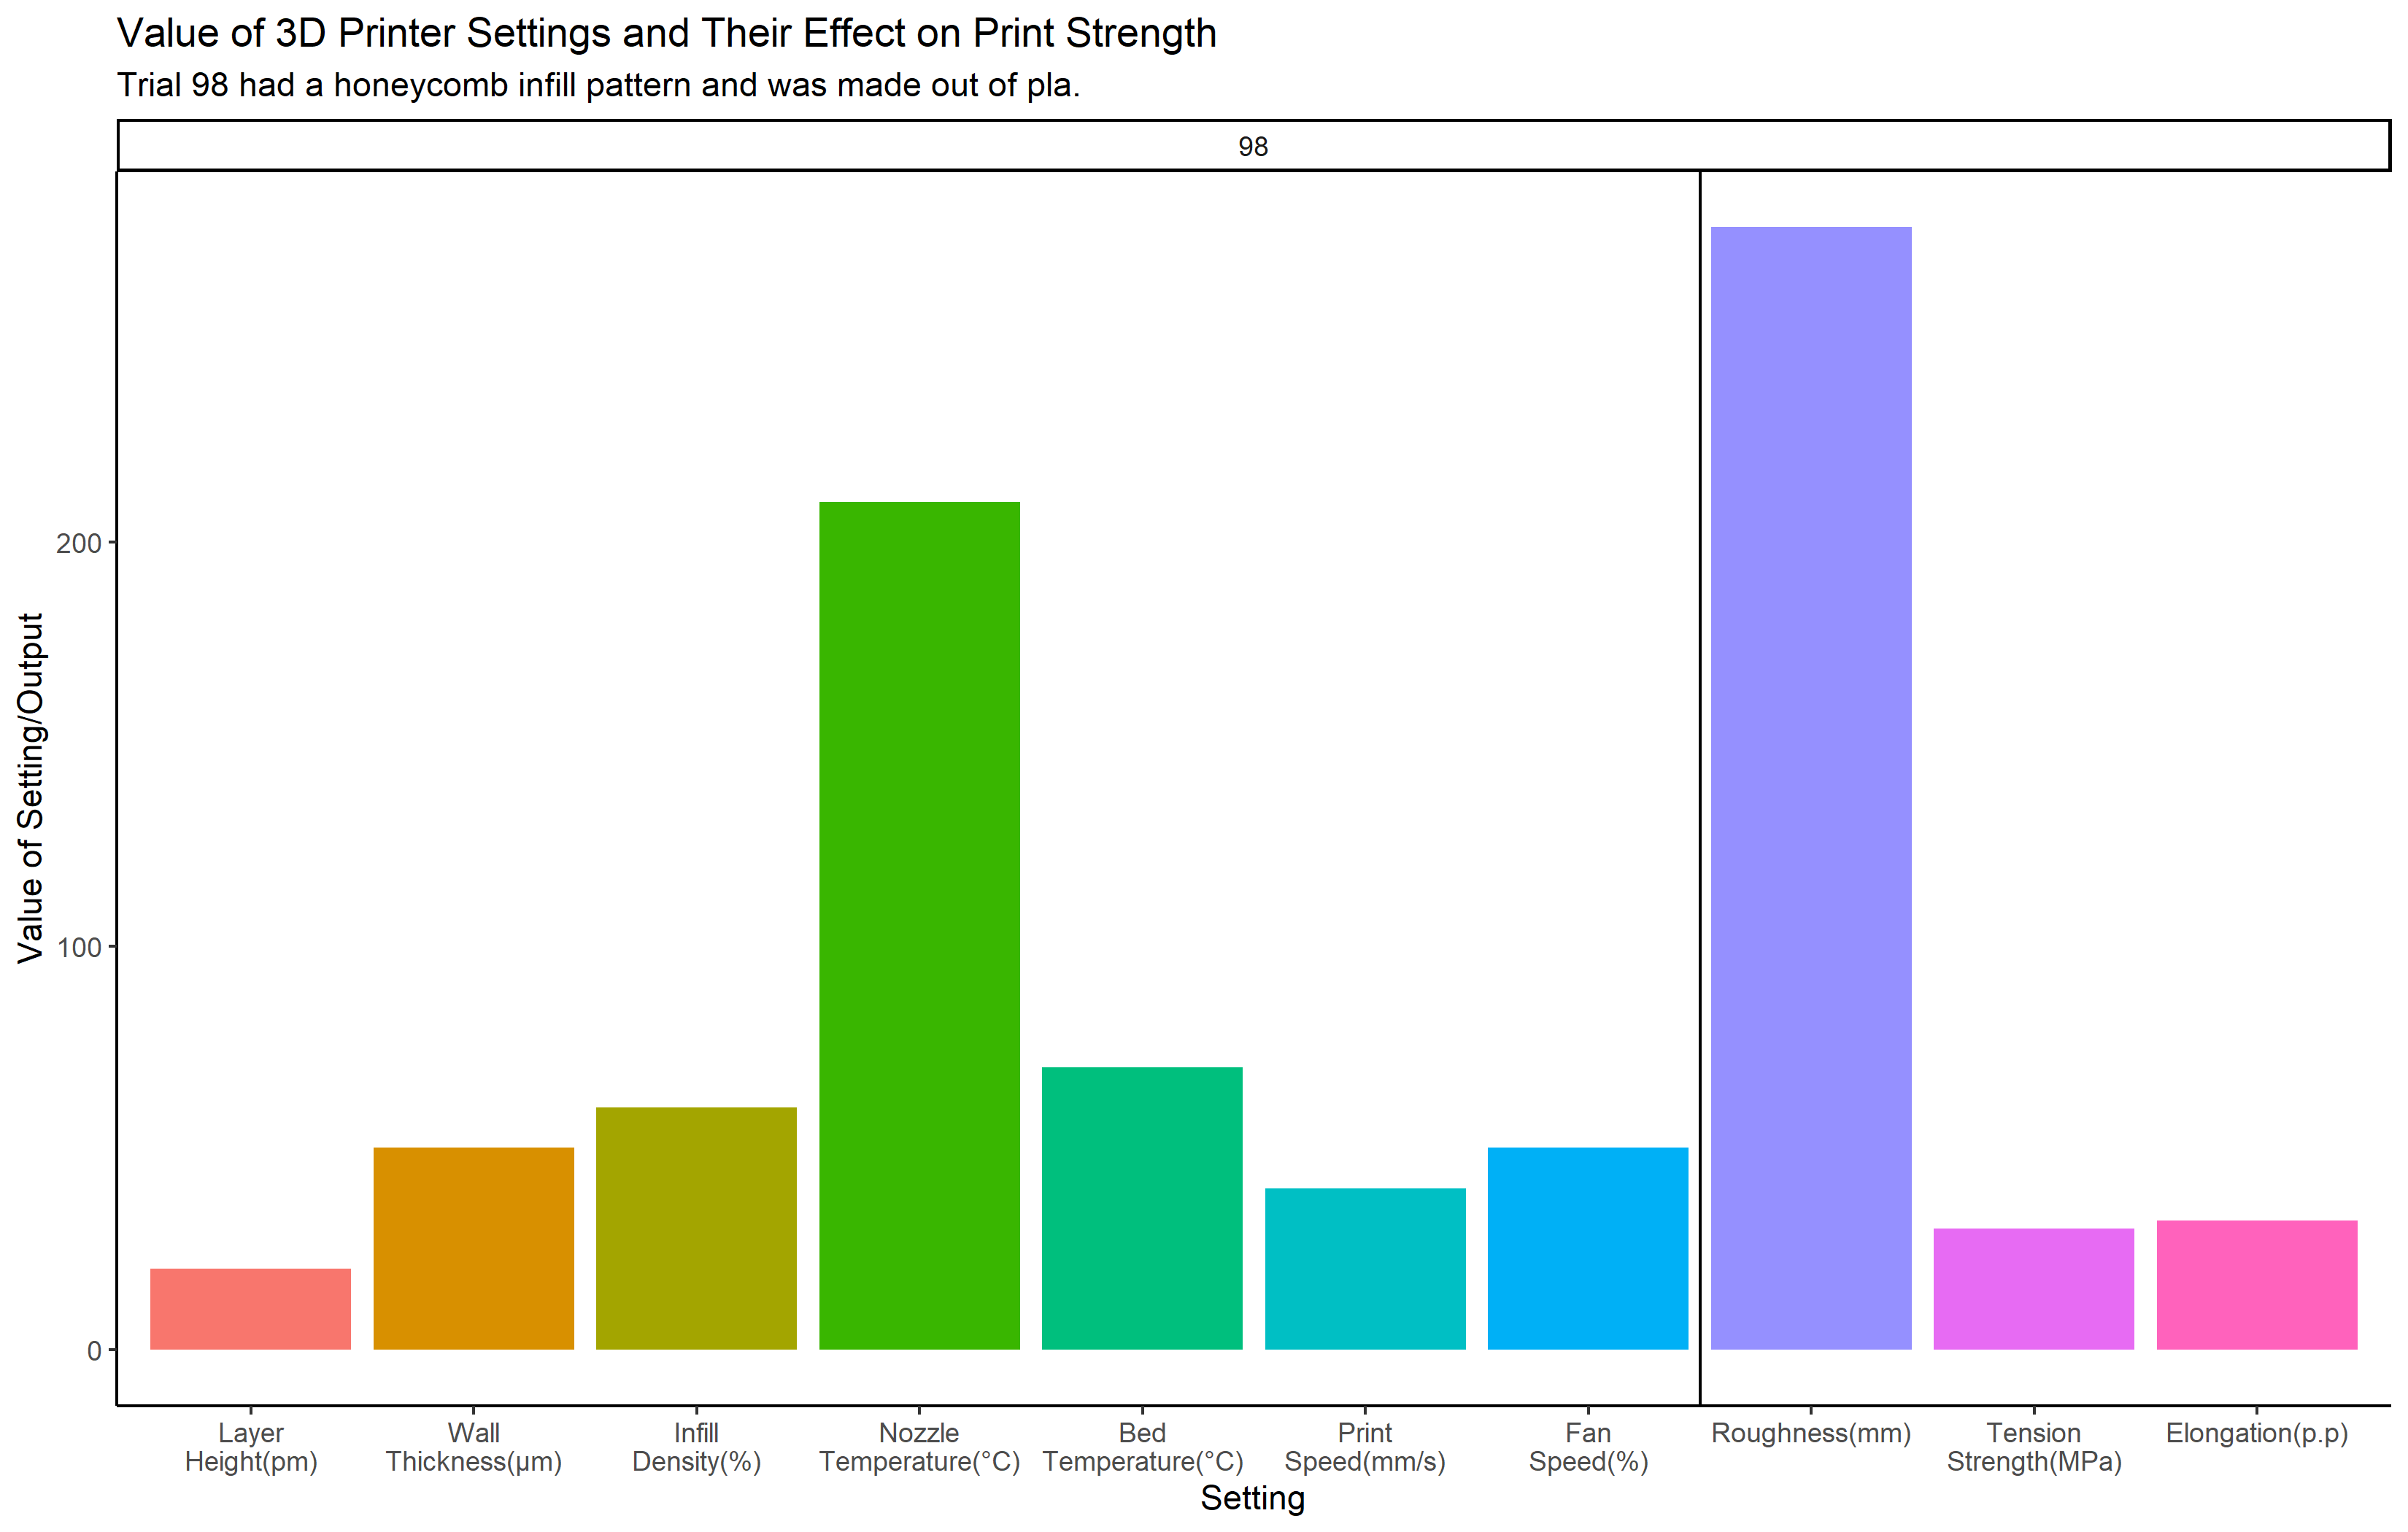 Value of 3D Printer Settings and Their Effect on Print Strength
Trial 98 had a honeycomb infill pattern and was made out of pla.
98
Value of Setting/Output
200
100
0
Layer
Height(pm)
Wall
Thickness(µm)
Infill
Density(%)
Nozzle
Temperature(°C)
Bed
Temperature(°C)
Print
Speed(mm/s)
Fan
Speed(%)
Roughness(mm)
Tension
Strength(MPa)
Elongation(p.p)
Setting